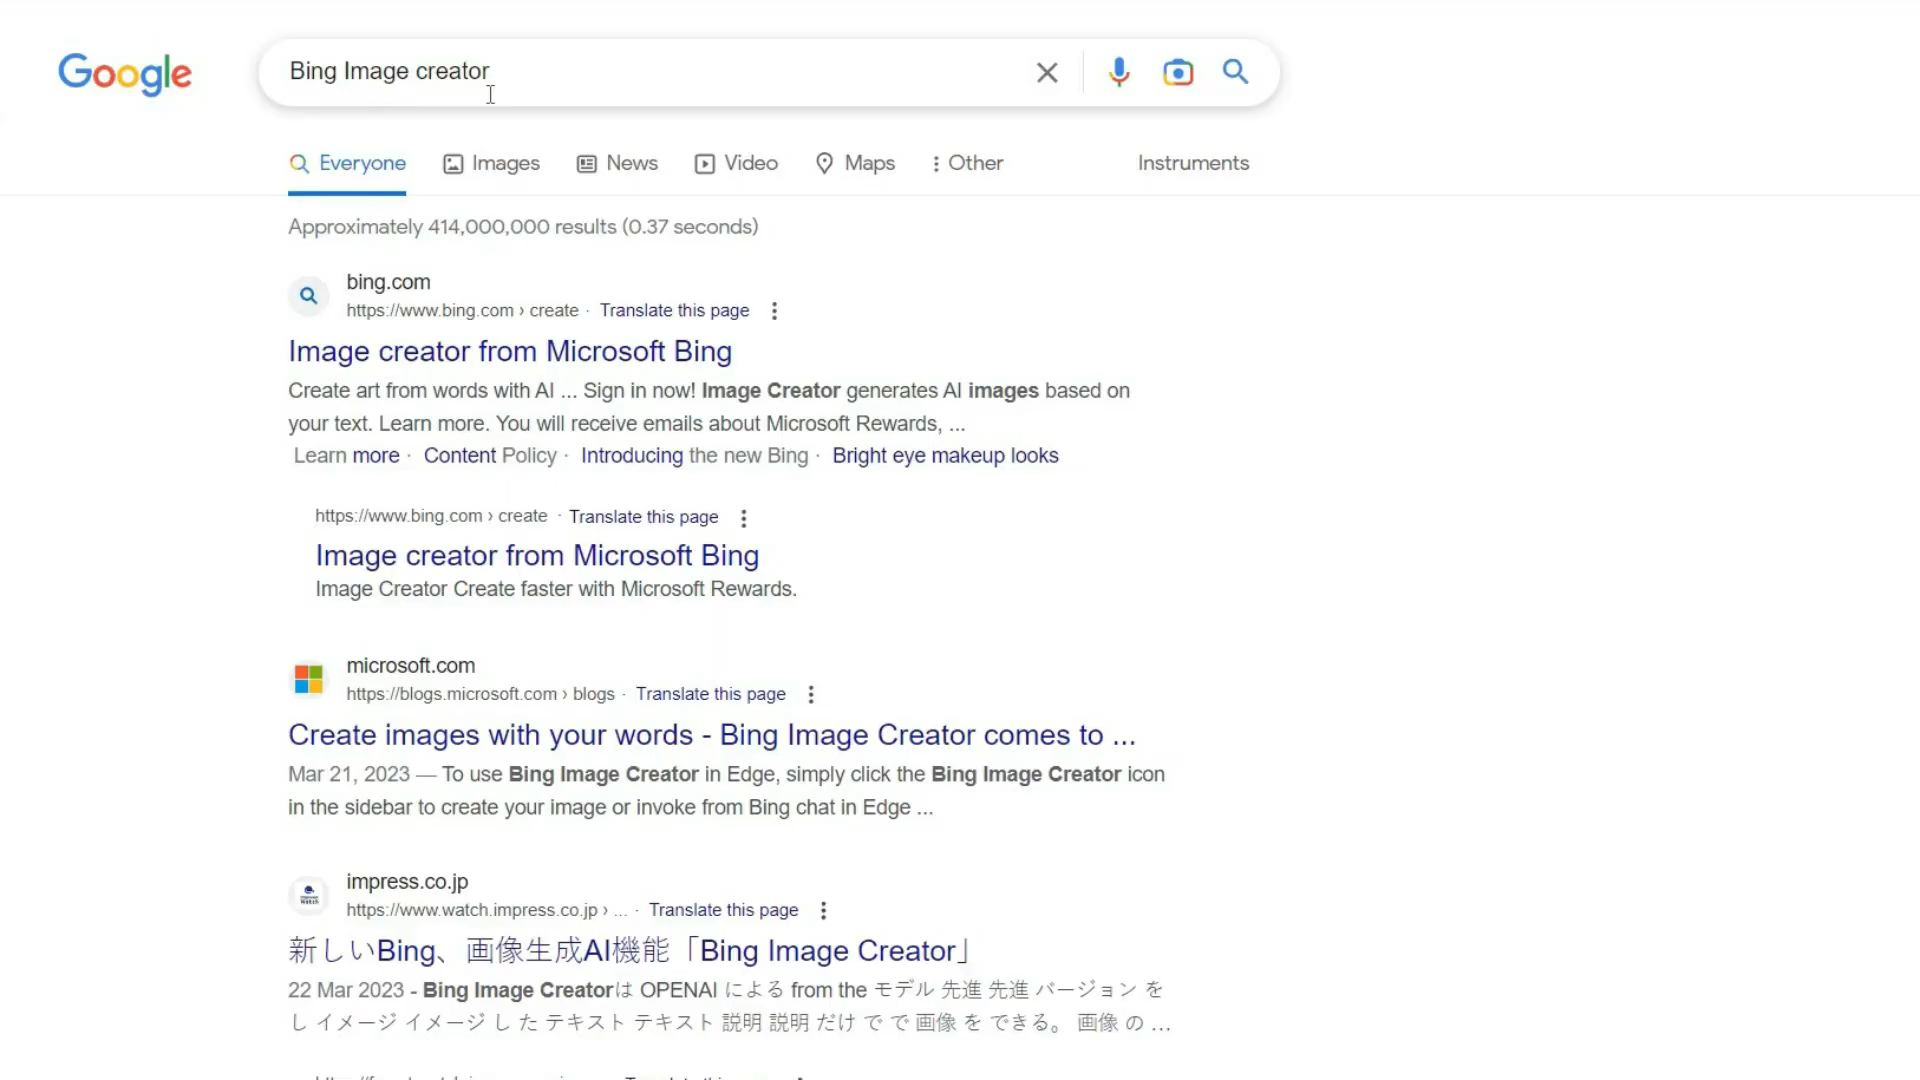 Google
Bing Image creator
Everyone Images News Video Maps Other Instruments
Approximately 414,000,000 results (0.37 seconds)
bing.com
https://www.bing.com › create · Translate this page
Image creator from Microsoft Bing
Create art from words with AI ... Sign in now! Image Creator generates AI images based on
your text. Learn more. You will receive emails about Microsoft Rewards, ...
Learn more · Content Policy · Introducing the new Bing · Bright eye makeup looks
https://www.bing.com › create · Translate this page
Image creator from Microsoft Bing
Image Creator Create faster with Microsoft Rewards.
microsoft.com
https://blogs.microsoft.com › blogs · Translate this page
Create images with your words - Bing Image Creator comes to ...
Mar 21, 2023 — To use Bing Image Creator in Edge, simply click the Bing Image Creator icon
in the sidebar to create your image or invoke from Bing chat in Edge ...
impress.co.jp
https://www.watch.impress.co.jp › ... · Translate this page
新しいBing、画像生成AI機能「Bing Image Creator」
22 Mar 2023 - Bing Image Creatorは OPENAI による from the モデル 先進 先進 バージョン を
し イメージ イメージ し た テキスト テキスト 説明 説明 だけ で で 画像 を できる。 画像 の ...